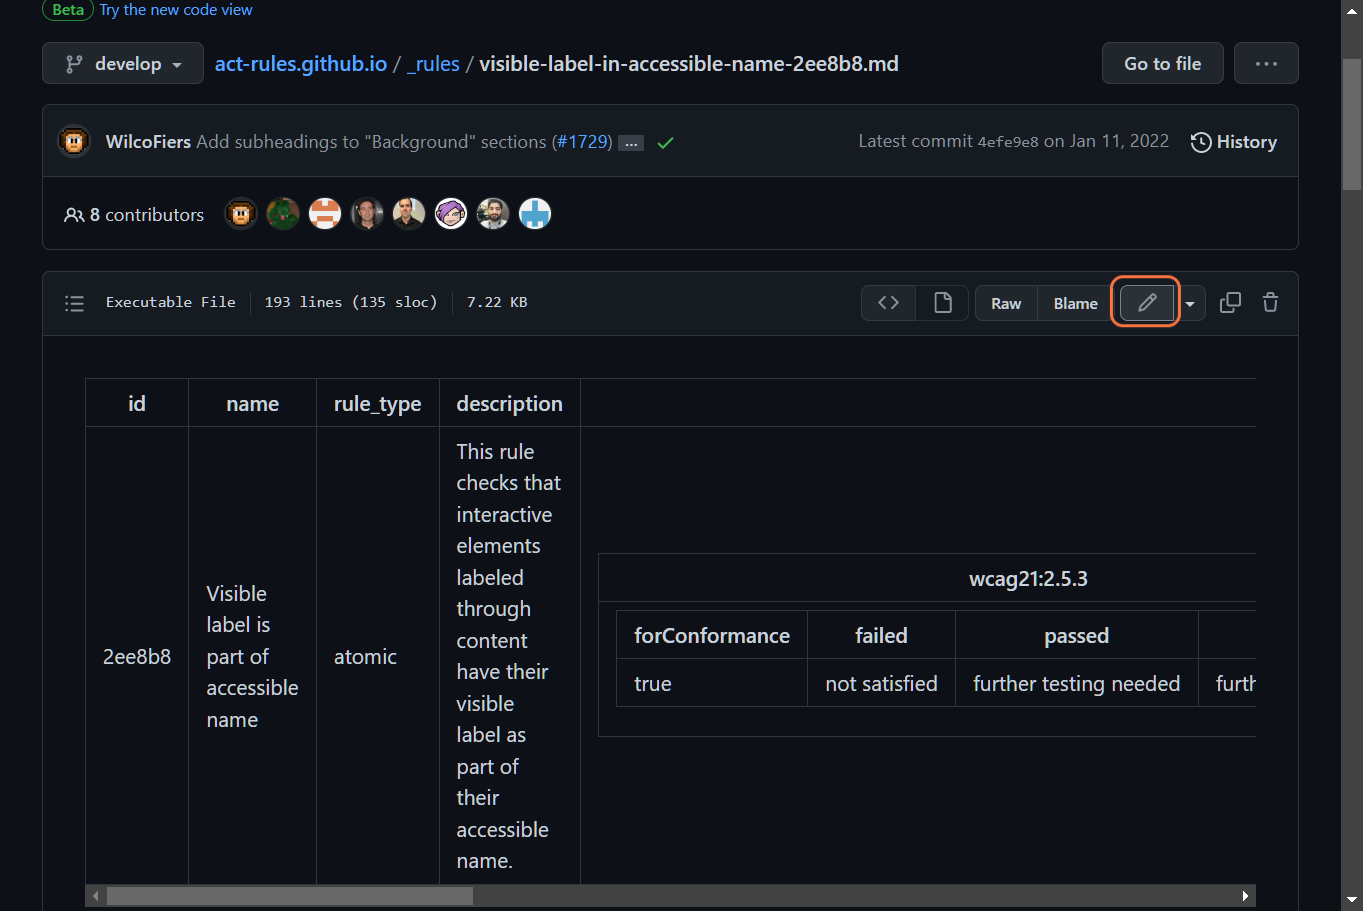 Beta Try the new code view
develop act-rules.github.io / _rules / visible-label-in-accessible-name-2ee8b8.md Go to file ...
WilcoFiers Add subheadings to "Background" sections (#1729) ... Latest commit 4efe9e8 on Jan 11, 2022 History
8 contributors
Executable File 193 lines (135 sloc) 7.22 KB <> Raw Blame
id name rule_type description
This rule
checks that
interactive
elements
labeled
through
content
have their
visible
label as
part of
their
accessible
name.
2ee8b8
Visible
label is
part of
accessible
name
atomic
wcag21:2.5.3
forConformance failed passed
true not satisfied further testing needed furth